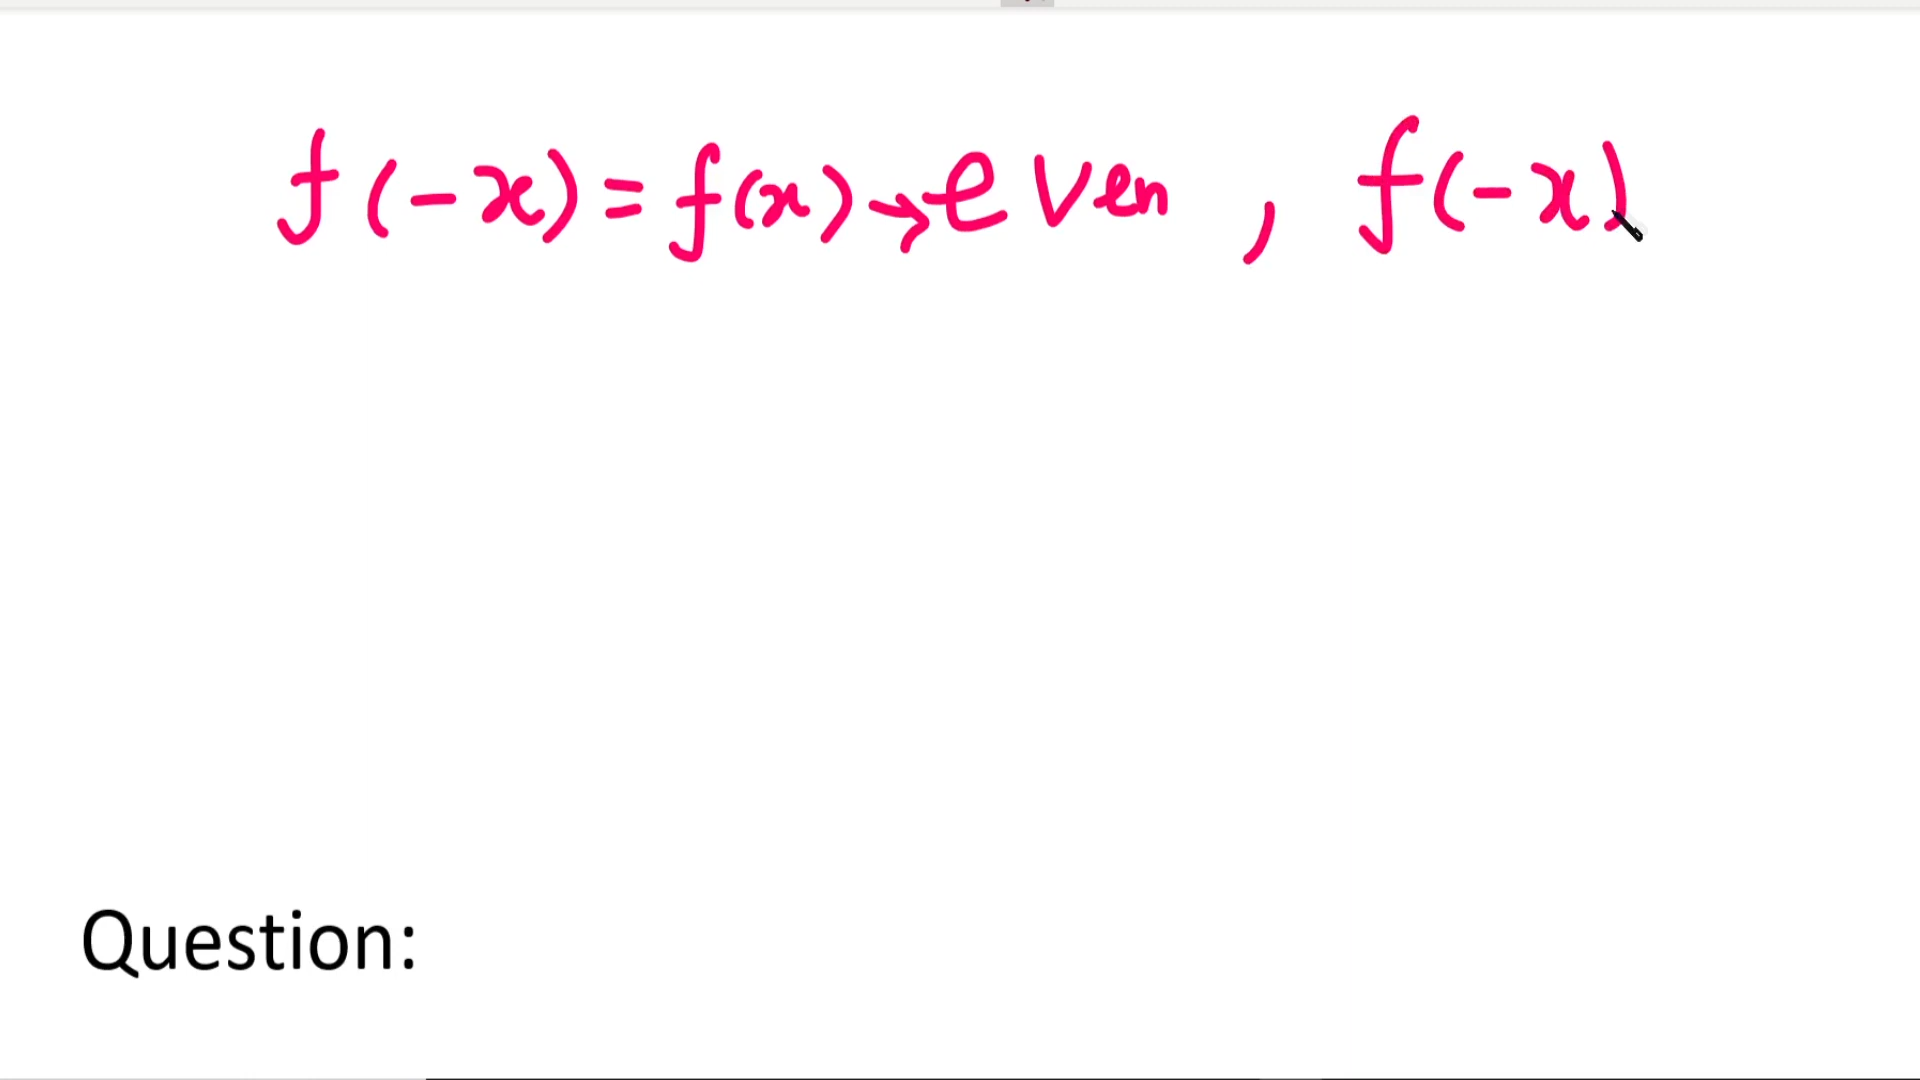 f(-x)=f(x)→even , f(-x)
Question: